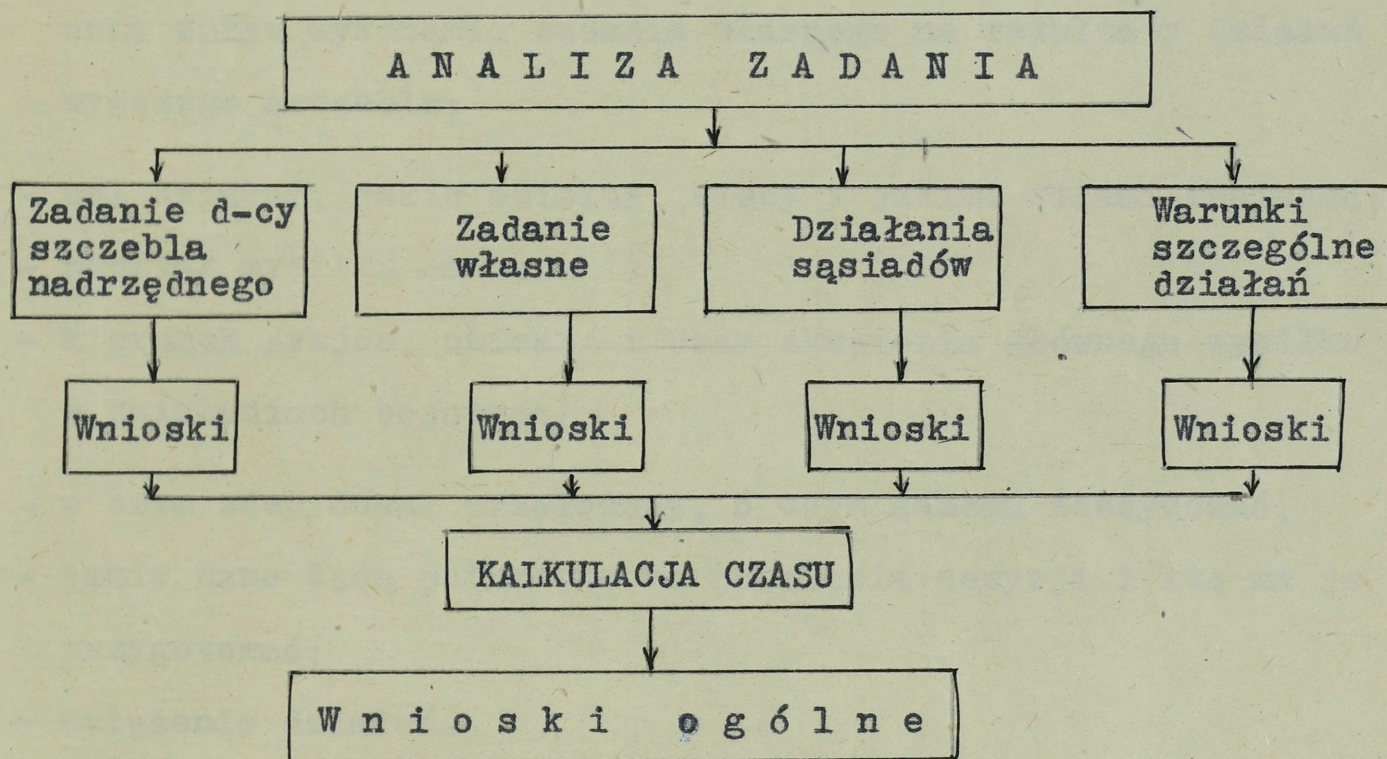 A N A L I Z A   Z A D A N I A
Zadanie d-cy
szczebla
nadrzędnego
Zadanie
własne
Działania
sąsiadów
Warunki
szczególne
działań
Wnioski
Wnioski
Wnioski
Wnioski
KALKULACJA CZASU
W n i o s k i   o g ó l n e